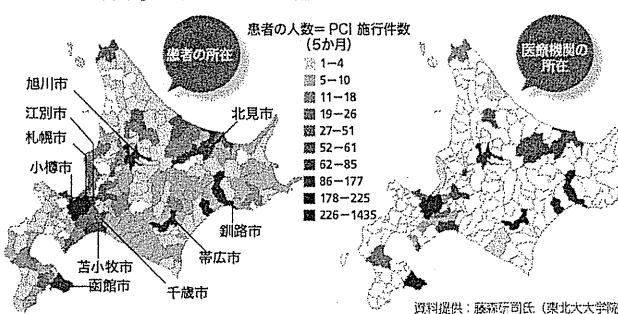 患者の所在
患者の人数=PCI 施行件数
(5か月)
1-4
5-10
11-18
19-26
27-51
52-61
62-85
86-177
178-225
226-1435
医療機関の
所在
旭川市
江別市
札幌市
小樽市
北見市
釧路市
帯広市
苫小牧市
千歳市
函館市
資料提供:藤森研司氏(東北大大学院